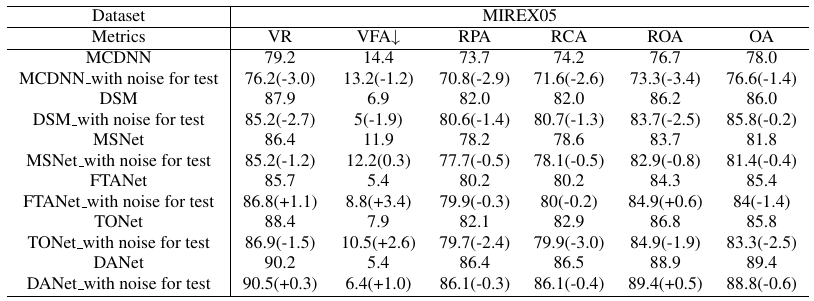 Dataset MIREX05
Metrics VR VFA↓ RPA RCA ROA OA
MCDNN 79.2 14.4 73.7 74.2 76.7 78.0
MCDNN_with noise for test 76.2(-3.0) 13.2(-1.2) 70.8(-2.9) 71.6(-2.6) 73.3(-3.4) 76.6(-1.4)
DSM 87.9 6.9 82.0 82.0 86.2 86.0
DSM_with noise for test 85.2(-2.7) 5(-1.9) 80.6(-1.4) 80.7(-1.3) 83.7(-2.5) 85.8(-0.2)
MSNet 86.4 11.9 78.2 78.6 83.7 81.8
MSNet_with noise for test 85.2(-1.2) 12.2(0.3) 77.7(-0.5) 78.1(-0.5) 82.9(-0.8) 81.4(-0.4)
FTANet 85.7 5.4 80.2 80.2 84.3 85.4
FTANet_with noise for test 86.8(+1.1) 8.8(+3.4) 79.9(-0.3) 80(-0.2) 84.9(+0.6) 84(-1.4)
TONet 88.4 7.9 82.1 82.9 86.8 85.8
TONet_with noise for test 86.9(-1.5) 10.5(+2.6) 79.7(-2.4) 79.9(-3.0) 84.9(-1.9) 83.3(-2.5)
DANet 90.2 5.4 86.4 86.5 88.9 89.4
DANet_with noise for test 90.5(+0.3) 6.4(+1.0) 86.1(-0.3) 86.1(-0.4) 89.4(+0.5) 88.8(-0.6)